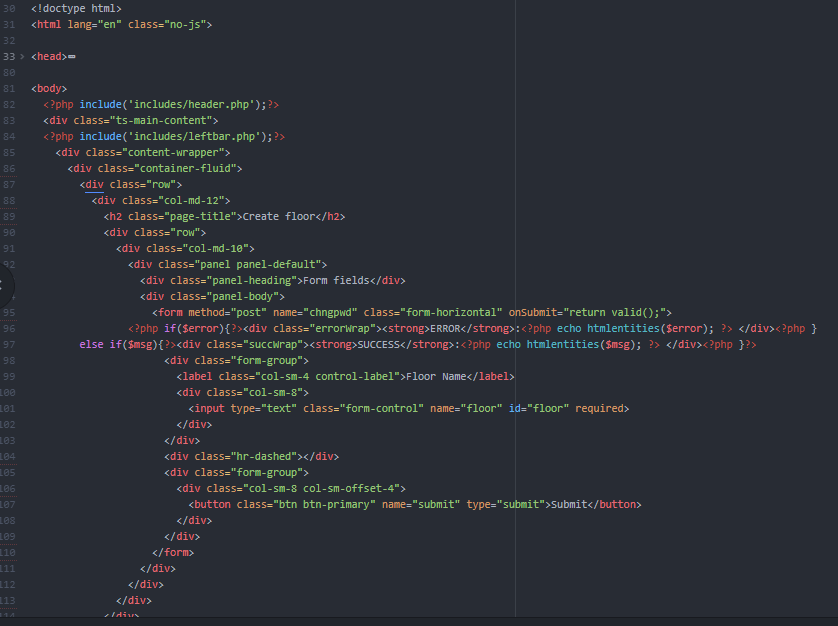 30 <!doctype html>
31 <html lang="en" class="no-js">
32
33 <head>
80
81 <body>
82 <?php include('includes/header.php');?>
83 <div class="ts-main-content">
84 <?php include('includes/leftbar.php');?>
85 <div class="content-wrapper">
86 <div class="container-fluid">
87 <div class="row">
88 <div class="col-md-12">
89 <h2 class="page-title">Create floor</h2>
90 <div class="row">
91 <div class="col-md-10">
92 <div class="panel panel-default">
<div class="panel-heading">Form fields</div>
<div class="panel-body">
95 <form method="post" name="chngpwd" class="form-horizontal" onSubmit="return valid();">
96 <?php if($error){?><div class="errorWrap"><strong>ERROR</strong>:<?php echo htmlentities($error); ?> </div><?php }
97 else if($msg){?><div class="succWrap"><strong>SUCCESS</strong>:<?php echo htmlentities($msg); ?> </div><?php }?>
98 <div class="form-group">
99 <label class="col-sm-4 control-label">Floor Name</label>
100 <div class="col-sm-8">
101 <input type="text" class="form-control" name="floor" id="floor" required>
102 </div>
103 </div>
104 <div class="hr-dashed"></div>
105 <div class="form-group">
106 <div class="col-sm-8 col-sm-offset-4">
107 <button class="btn btn-primary" name="submit" type="submit">Submit</button>
108 </div>
109 </div>
110 </form>
111 </div>
112 </div>
113 </div>
114 </div>